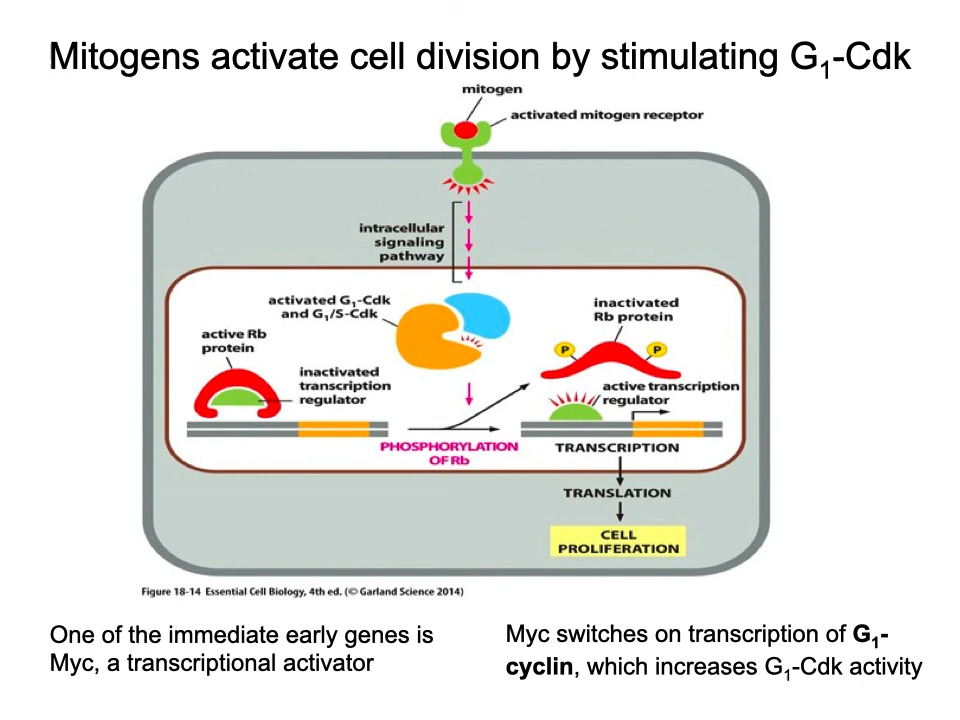 Mitogens activate cell division by stimulating G₁-Cdk
mitogen
activated mitogen receptor
intracellular
signaling
pathway
activated G₁-Cdk
and G₁/S-Cdk
inactivated
Rb protein
active Rb
protein
P
P
inactivated
transcription
regulator
active transcription
regulator
PHOSPHORYLATION
OF Rb
TRANSCRIPTION
TRANSLATION
CELL
PROLIFERATION
Figure 18-14 Essential Cell Biology, 4th ed. (© Garland Science 2014)
One of the immediate early genes is
Myc, a transcriptional activator
Myc switches on transcription of G₁-
cyclin, which increases G₁-Cdk activity